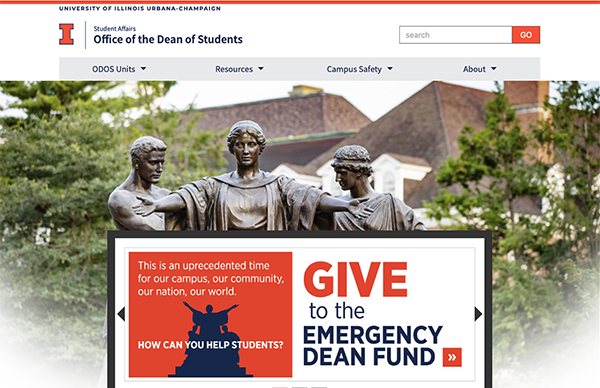 UNIVERSITY OF ILLINOIS URBANA-CHAMPAIGN
I
Student Affairs
Office of the Dean of Students
search
GO
ODOS Units
Resources
Campus Safety
About
This is an uprecedented time
for our campus, our community,
our nation, our world.
HOW CAN YOU HELP STUDENTS?
GIVE
to the
EMERGENCY
DEAN FUND »